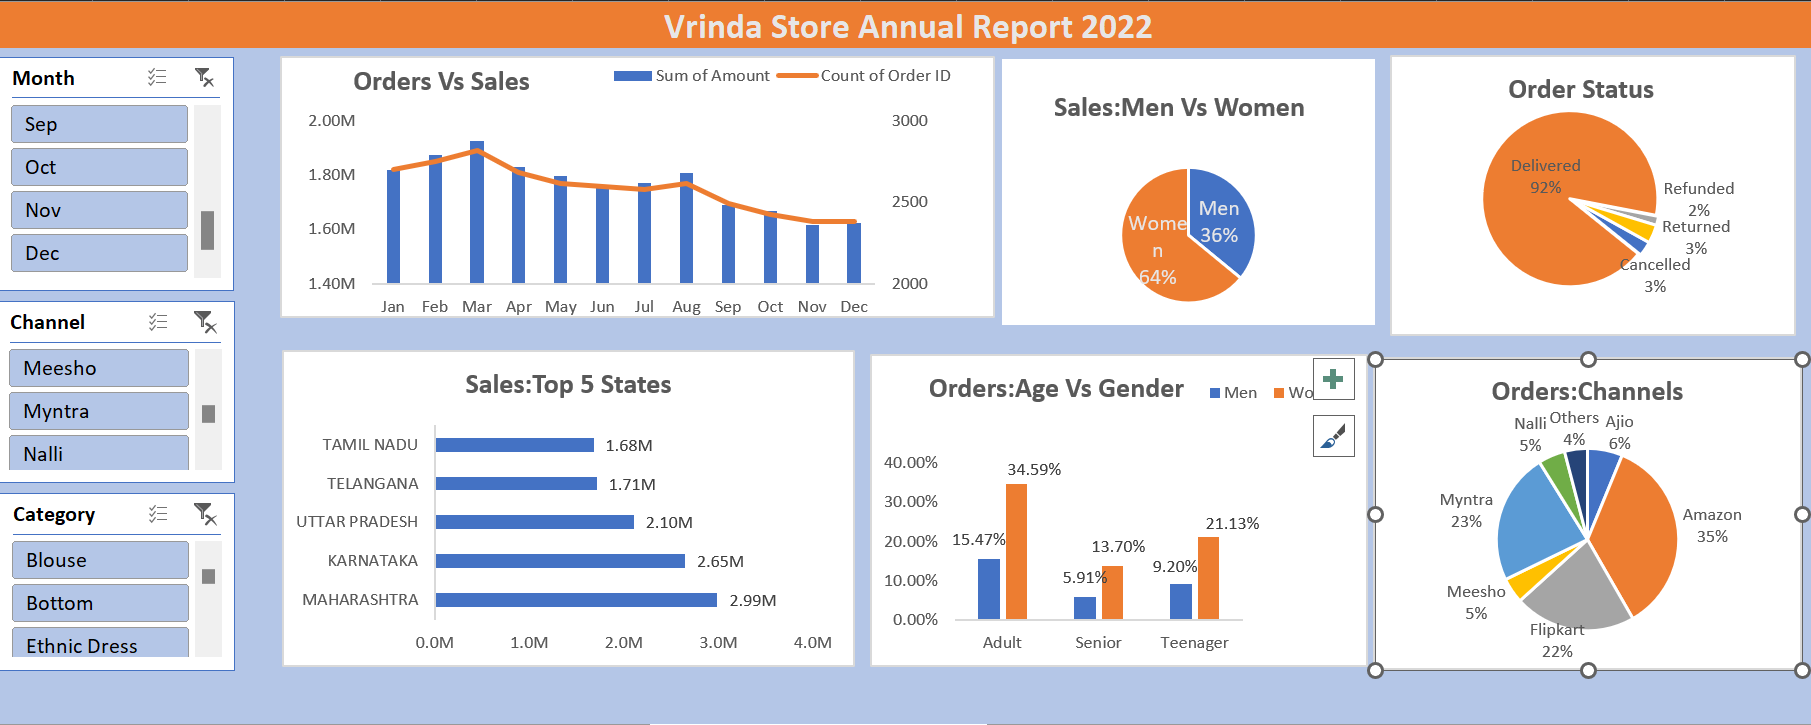 Vrinda Store Annual Report 2022
Month
Sep
Oct
Nov
Dec
Channel
Meesho
Myntra
Nalli
Category
Blouse
Bottom
Ethnic Dress
Orders Vs Sales
Sum of Amount
Count of Order ID
2.00M
1.80M
1.60M
1.40M
3000
2500
2000
Jan Feb Mar Apr May Jun Jul Aug Sep Oct Nov Dec
Sales:Men Vs Women
Men
36%
Wome
n
64%
Order Status
Delivered
92%
Refunded
2%
Returned
3%
Cancelled
3%
Sales:Top 5 States
TAMIL NADU 1.68M
TELANGANA 1.71M
UTTAR PRADESH 2.10M
KARNATAKA 2.65M
MAHARASHTRA 2.99M
0.0M 1.0M 2.0M 3.0M 4.0M
Orders:Age Vs Gender
Men Wo
40.00%
30.00%
20.00%
10.00%
0.00%
15.47% 34.59%
5.91% 13.70%
9.20% 21.13%
Adult Senior Teenager
Orders:Channels
Nalli
5%
Others
4%
Ajio
6%
Amazon
35%
Flipkart
22%
Meesho
5%
Myntra
23%